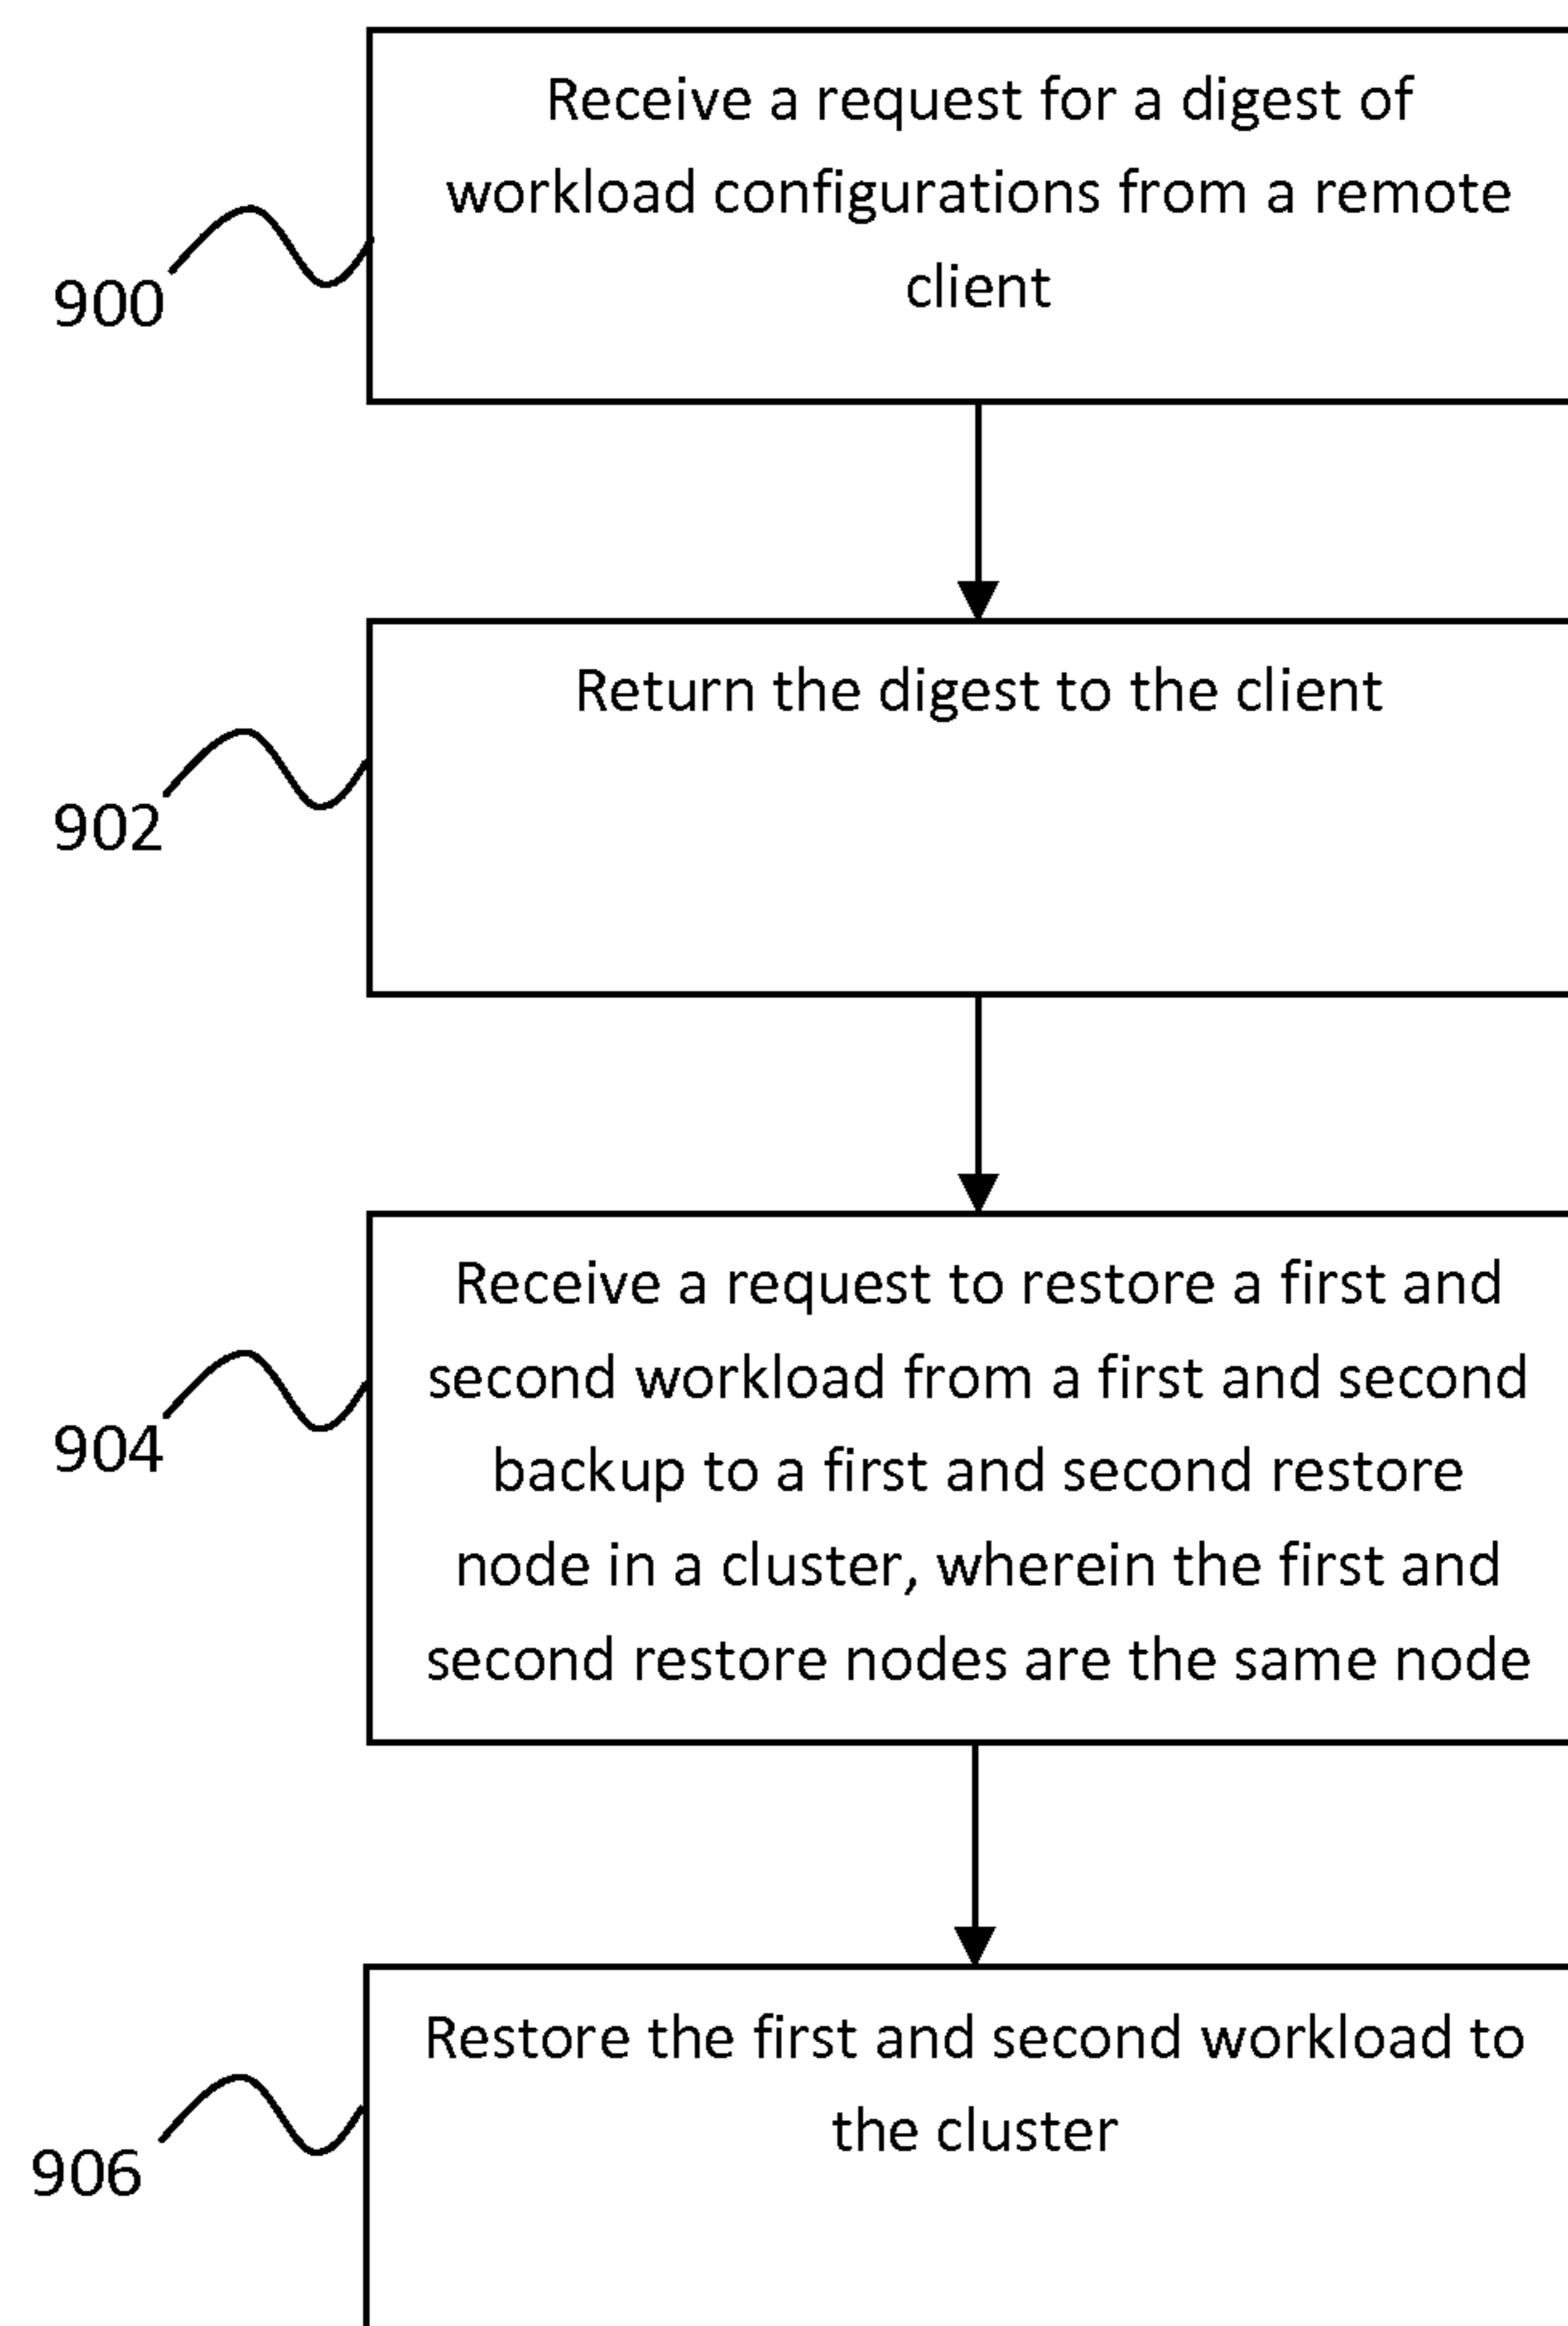 Receive a request for a digest of
workload configurations from a remote
client
900
Return the digest to the client
902
Receive a request to restore a first and
second workload from a first and second
backup to a first and second restore
node in a cluster, wherein the first and
second restore nodes are the same node
904
Restore the first and second workload to
the cluster
906